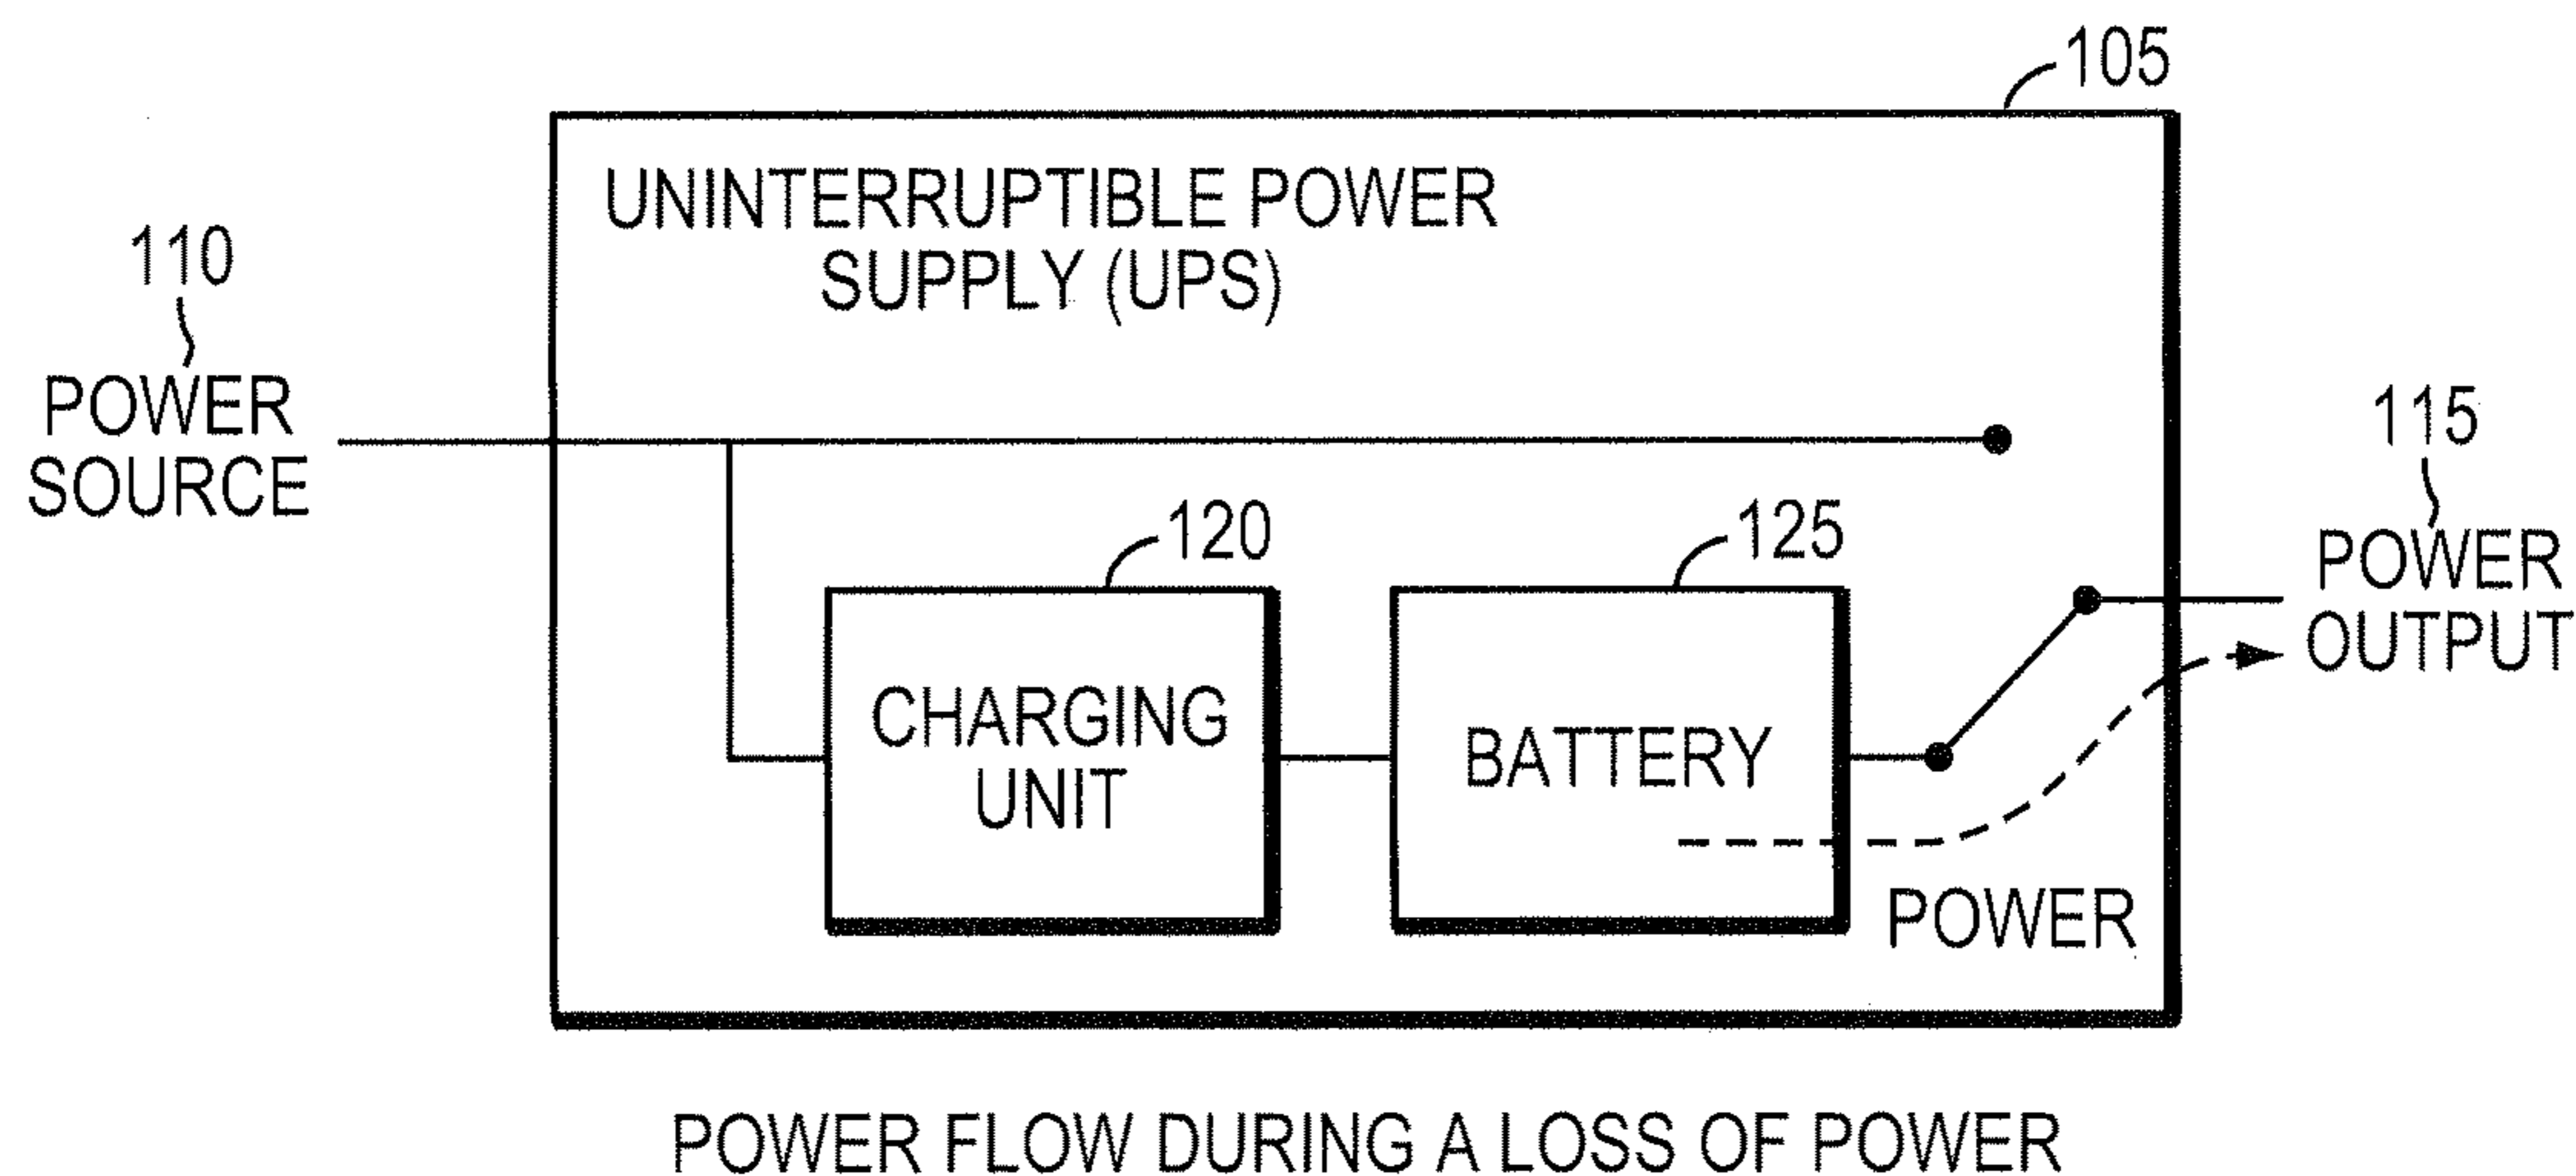 105
UNINTERRUPTIBLE POWER
SUPPLY (UPS)
110
POWER
SOURCE
115
POWER
OUTPUT
120
125
CHARGING
UNIT
BATTERY
POWER
POWER FLOW DURING A LOSS OF POWER